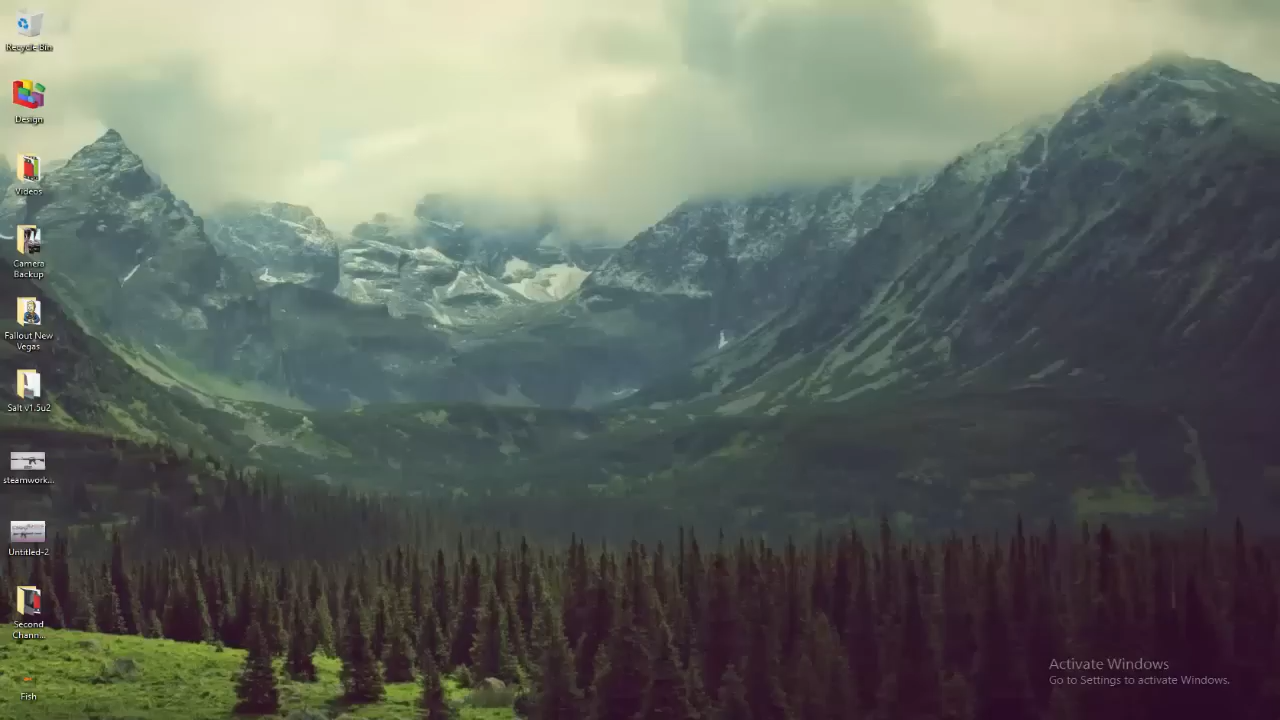 Recycle Bin
Design
Videos
Camera
Backup
Fallout New
Vegas
Salt v1.5u2
steamwork...
Untitled-2
Second
Chann...
Fish
Activate Windows
Go to Settings to activate Windows.